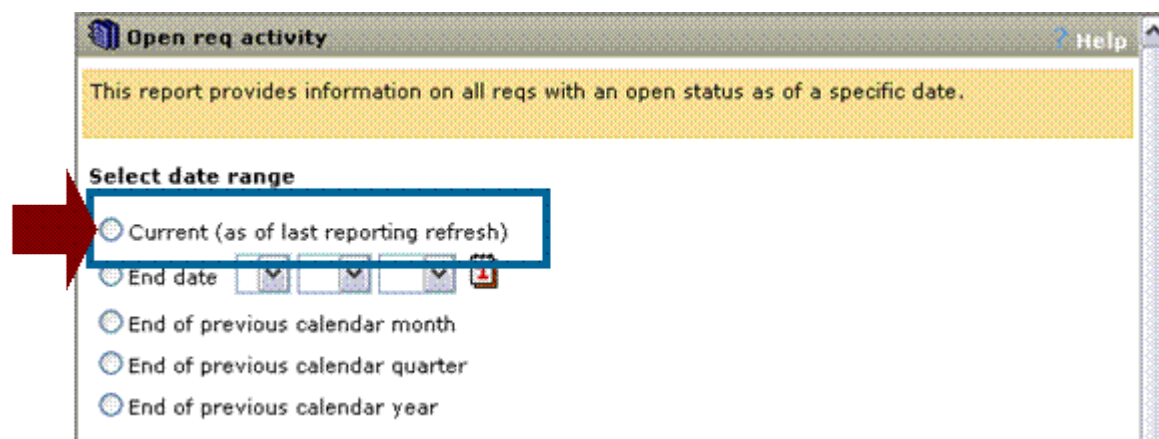 Open req activity ? Help
This report provides information on all reqs with an open status as of a specific date.
Select date range
Current (as of last reporting refresh)
End date 1
End of previous calendar month
End of previous calendar quarter
End of previous calendar year